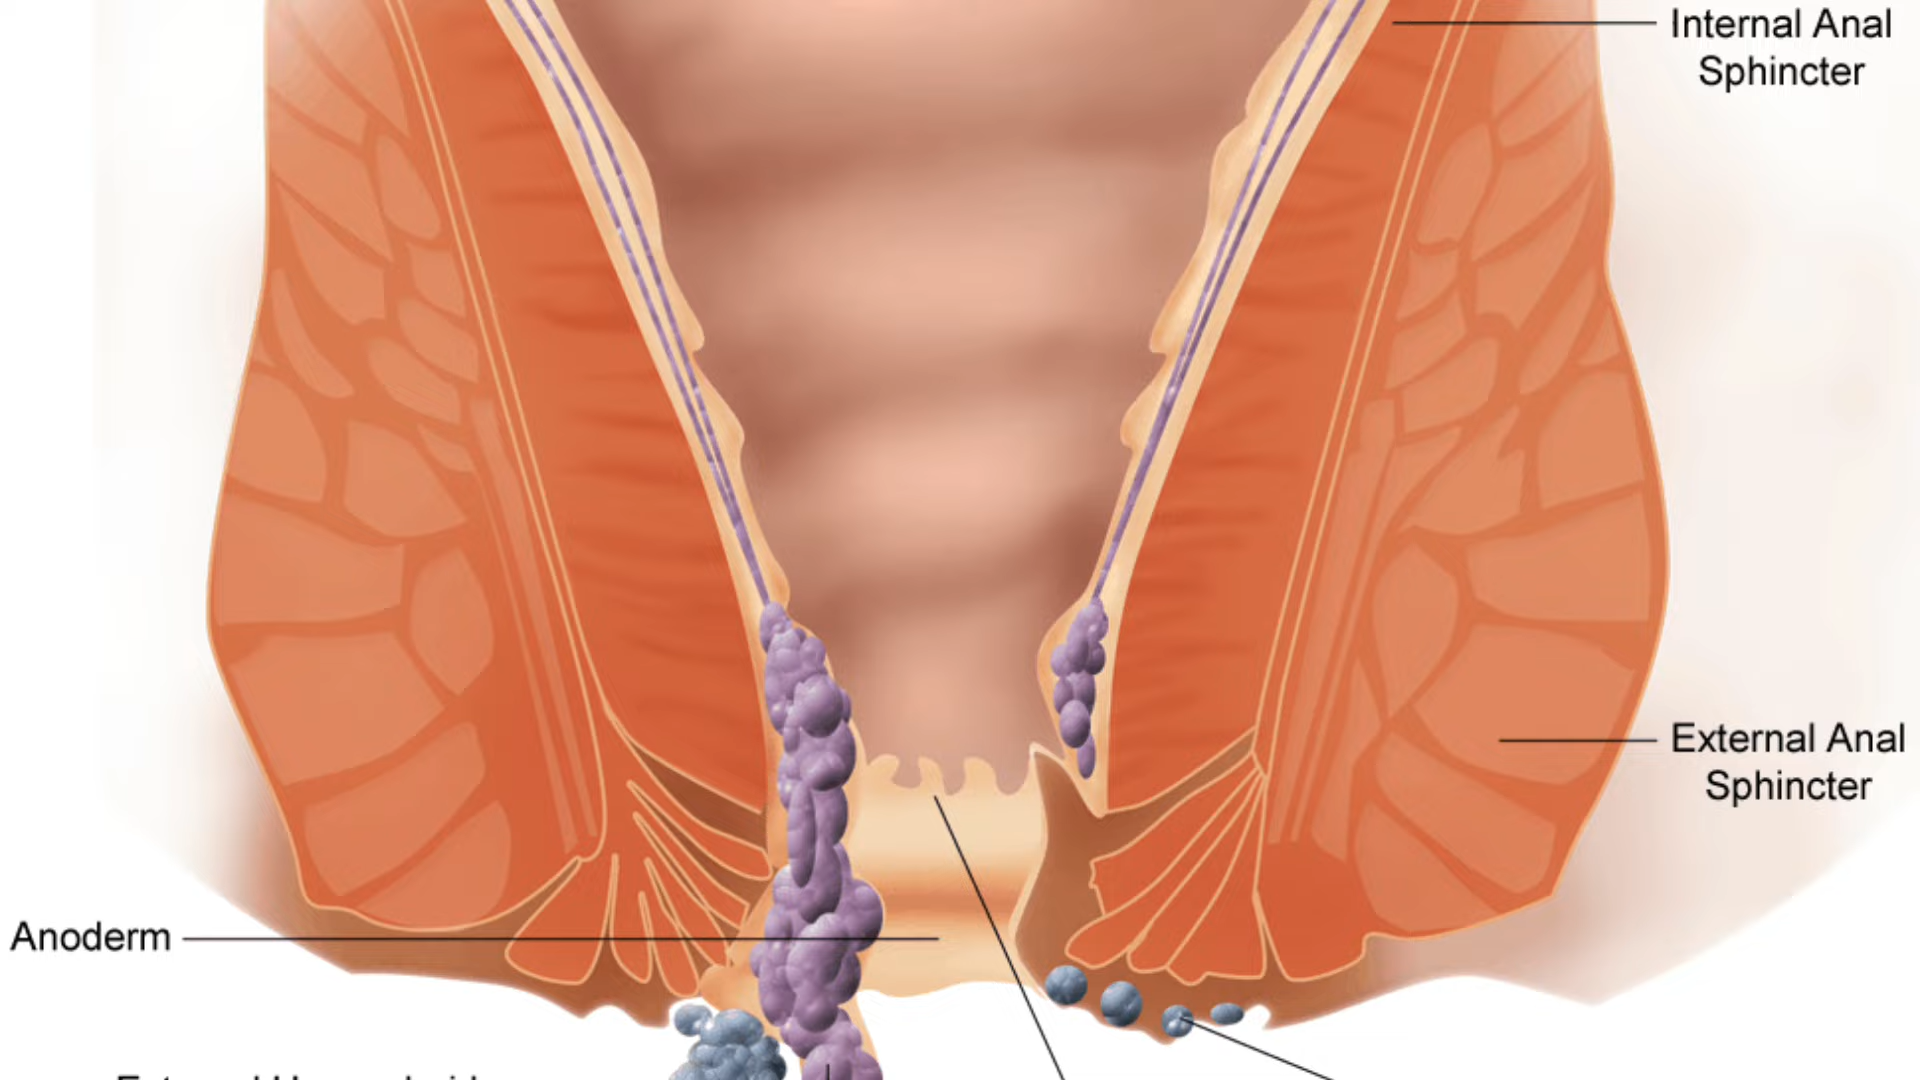 Internal Anal
Sphincter
External Anal
Sphincter
Anoderm